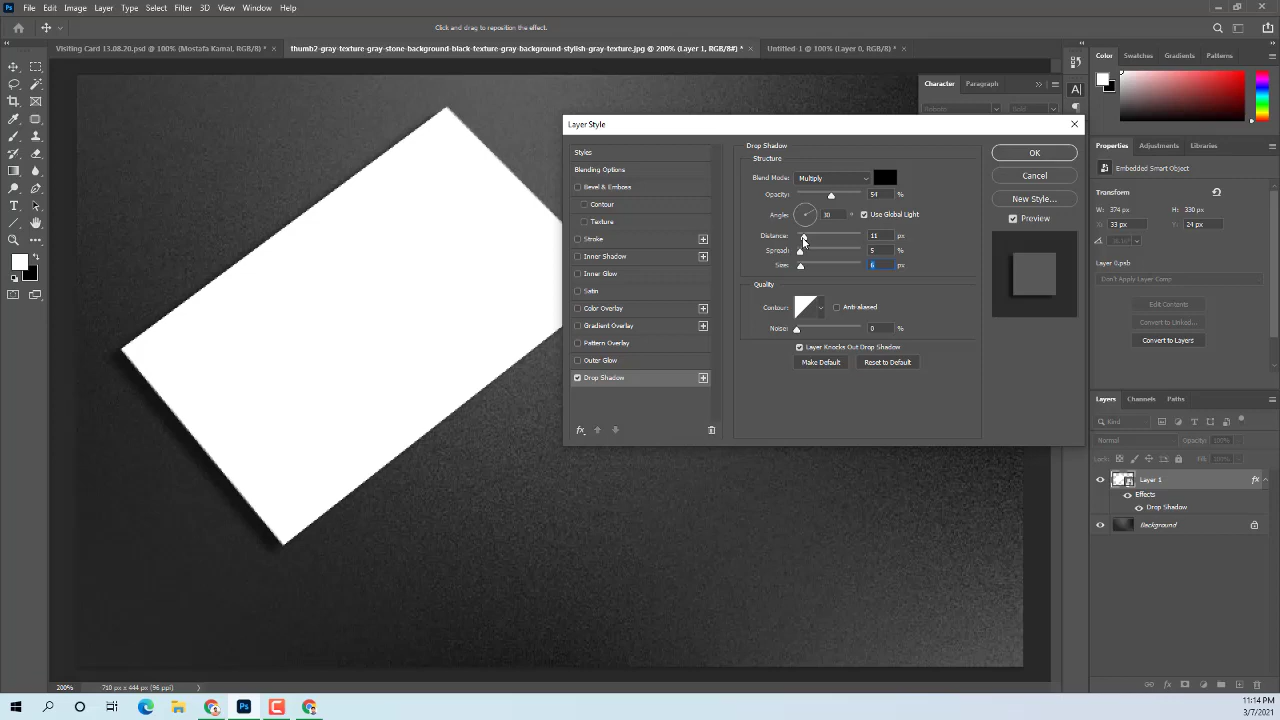 Ps File Edit Image Layer Type Select Filter 3D View Window Help
Click and drag to reposition the effect.
Visiting Card 13.08.20.psd @ 100% (Mostafa Kamal, RGB/8) * ×
thumb2-gray-texture-gray-stone-background-black-texture-gray-background-stylish-gray-texture.jpg @ 200% (Layer 1, RGB/8#) * ×
Untitled-1 @ 100% (Layer 0, RGB/8) * ×
Character Paragraph
Color Swatches Gradients Patterns
Layer Style
Styles
Blending Options
Bevel & Emboss
Contour
Texture
Stroke
Inner Shadow
Inner Glow
Satin
Color Overlay
Gradient Overlay
Pattern Overlay
Outer Glow
Drop Shadow
fx
Drop Shadow
Structure
Blend Mode: Multiply
Opacity: 54 %
Angle: 30 ° Use Global Light
Distance: 11 px
Spread: 5 %
Size: 6 px
Quality
Contour: Anti-aliased
Noise: 0 %
Layer Knocks Out Drop Shadow
Make Default Reset to Default
OK
Cancel
New Style...
Preview
Properties Adjustments Libraries
Embedded Smart Object
Transform
W: 374 px H: 330 px
X: 33 px Y: 24 px
Layer 0.psb
Don't Apply Layer Comp
Edit Contents
Convert to Linked...
Convert to Layers
Layers Channels Paths
Kind
Normal Opacity: 100%
Lock: Fill: 100%
Layer 1 fx
Effects
Drop Shadow
Background
200% 710 px x 444 px (96 ppi)
11:14 PM
3/7/2021